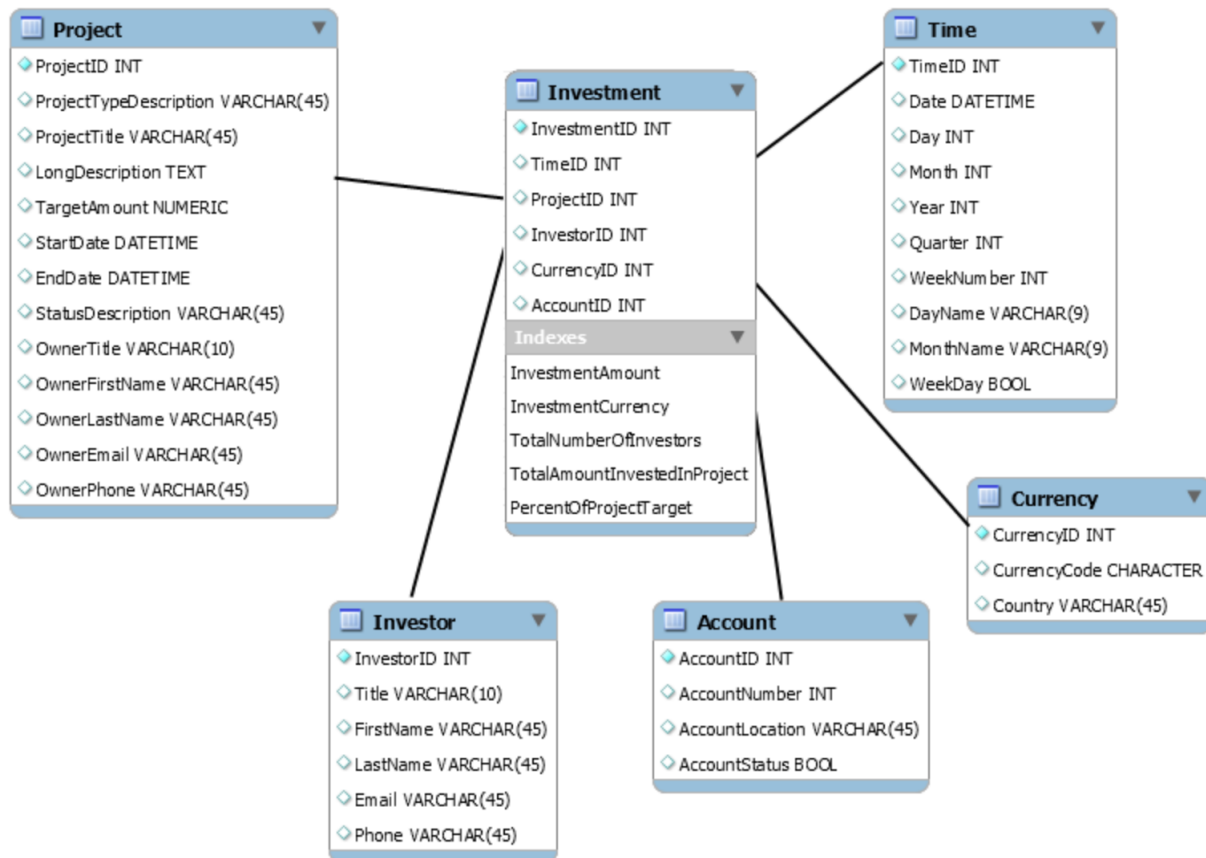 Project
ProjectID INT
ProjectTypeDescription VARCHAR(45)
ProjectTitle VARCHAR(45)
LongDescription TEXT
TargetAmount NUMERIC
StartDate DATETIME
EndDate DATETIME
StatusDescription VARCHAR(45)
OwnerTitle VARCHAR(10)
OwnerFirstName VARCHAR(45)
OwnerLastName VARCHAR(45)
OwnerEmail VARCHAR(45)
OwnerPhone VARCHAR(45)
Investment
InvestmentID INT
TimeID INT
ProjectID INT
InvestorID INT
CurrencyID INT
AccountID INT
Indexes
InvestmentAmount
InvestmentCurrency
TotalNumberOfInvestors
TotalAmountInvestedInProject
PercentOfProjectTarget
Time
TimeID INT
Date DATETIME
Day INT
Month INT
Year INT
Quarter INT
WeekNumber INT
DayName VARCHAR(9)
MonthName VARCHAR(9)
WeekDay BOOL
Currency
CurrencyID INT
CurrencyCode CHARACTER
Country VARCHAR(45)
Investor
InvestorID INT
Title VARCHAR(10)
FirstName VARCHAR(45)
LastName VARCHAR(45)
Email VARCHAR(45)
Phone VARCHAR(45)
Account
AccountID INT
AccountNumber INT
AccountLocation VARCHAR(45)
AccountStatus BOOL